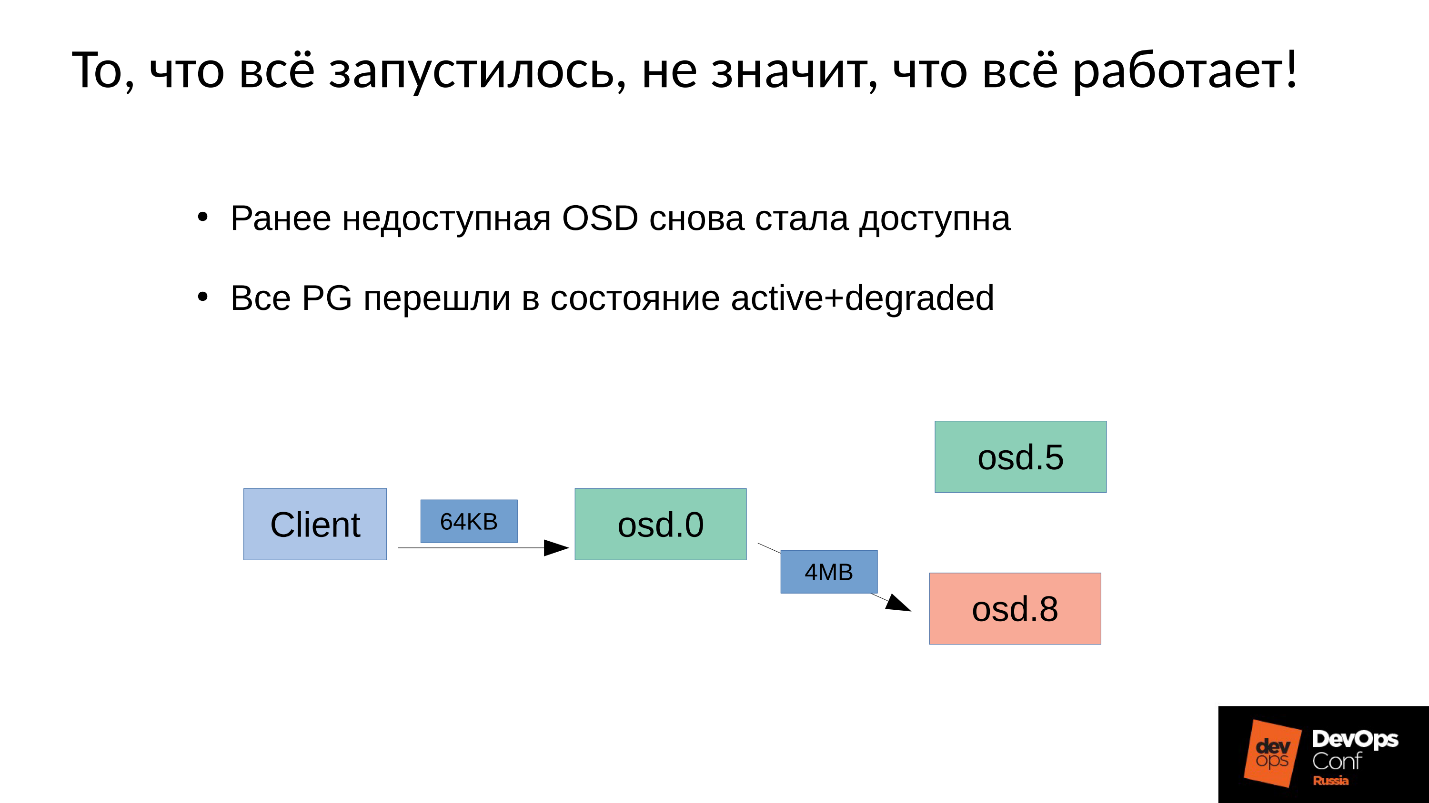 То, что всё запустилось, не значит, что всё работает!
• Ранее недоступная OSD снова стала доступна
• Все PG перешли в состояние active+degraded
osd.5
Client
64KB
osd.0
4MB
osd.8
dev
ops
DevOps
Conf
Russia